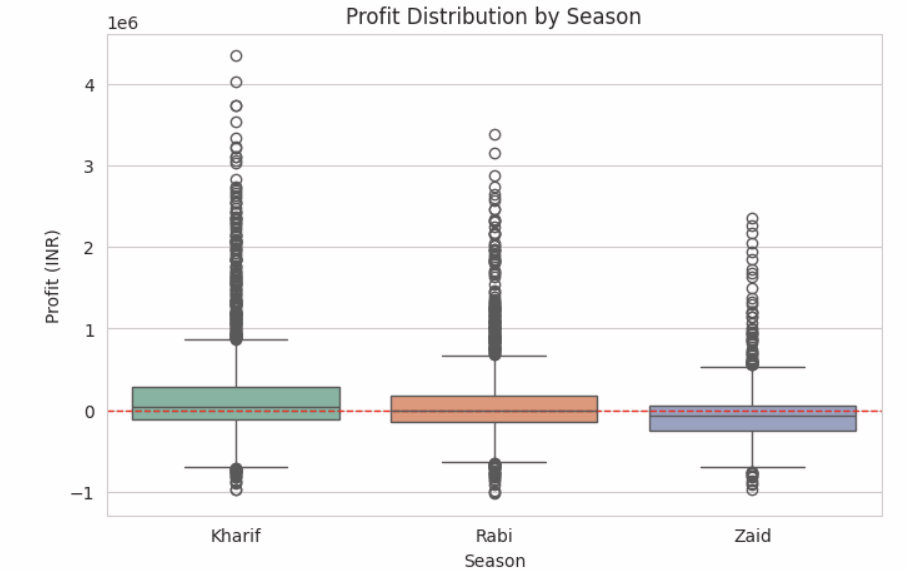 Profit Distribution by Season
1e6
4
3
2
1
0
−1
Profit (INR)
Kharif Rabi Zaid
Season